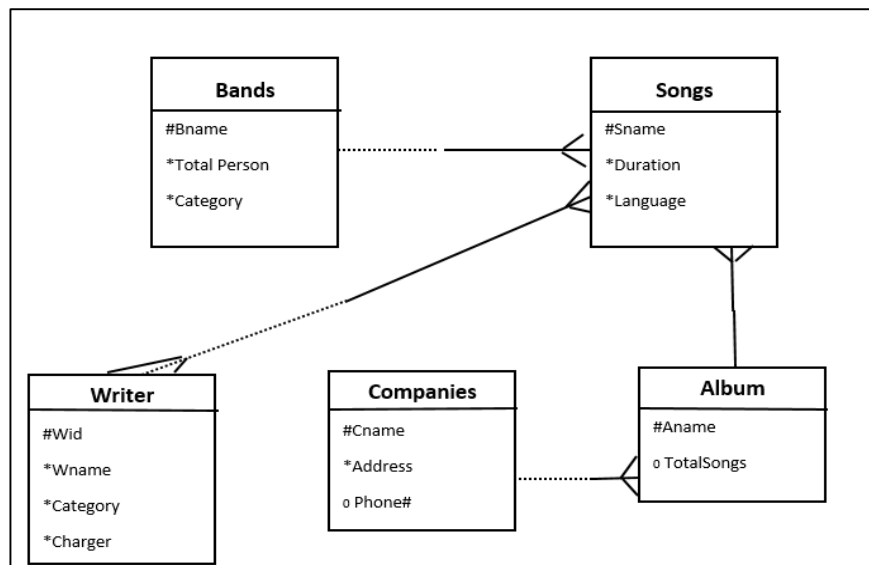 Bands
#Bname
*Total Person
*Category
Songs
#Sname
*Duration
*Language
Writer
#Wid
*Wname
*Category
*Charger
Companies
#Cname
*Address
o Phone#
Album
#Aname
o TotalSongs